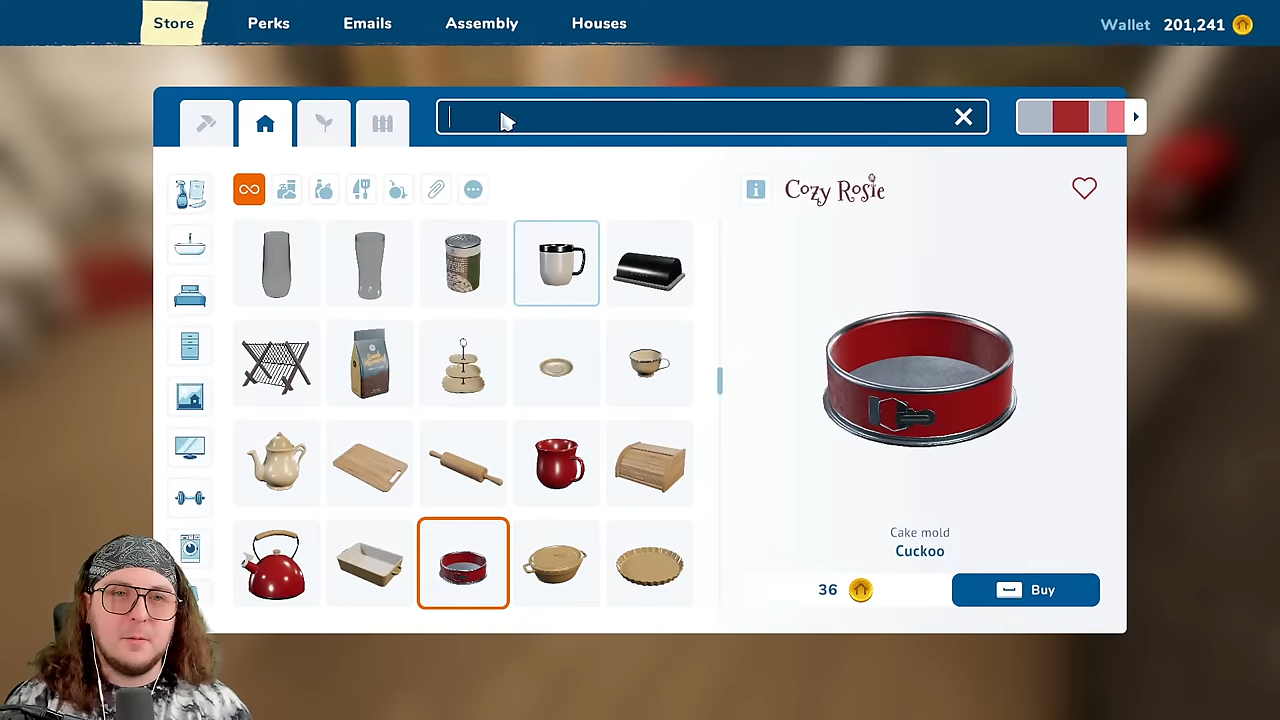 Store
Perks
Emails
Assembly
Houses
Wallet 201,241
Cozy Rosie
Cake mold
Cuckoo
36
Buy